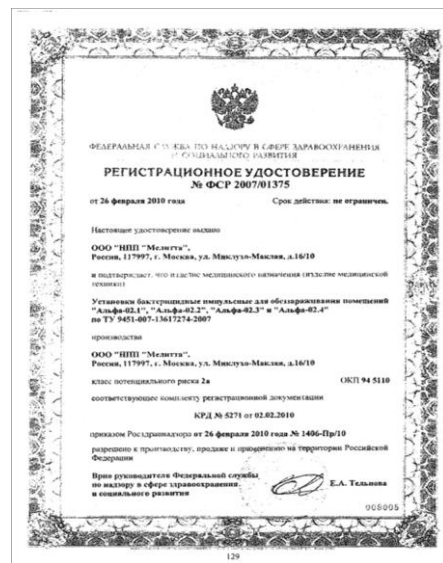 ФЕДЕРАЛЬНАЯ СЛУЖБА ПО НАДЗОРУ В СФЕРЕ ЗДРАВООХРАНЕНИЯ
И СОЦИАЛЬНОГО РАЗВИТИЯ
РЕГИСТРАЦИОННОЕ УДОСТОВЕРЕНИЕ
№ ФСР 2007/01375
от 26 февраля 2010 года Срок действия: не ограничен.
Настоящее удостоверение выдано
ООО "НПП "Мелитта",
Россия, 117997, г. Москва, ул. Миклухо-Маклая, д.16/10
и подтверждает, что изделие медицинского назначения (изделие медицинской
техники)
Установки бактерицидные импульсные для обеззараживания помещений
"Альфа-02.1", "Альфа-02.2", "Альфа-02.3" и "Альфа-02.4"
по ТУ 9451-007-13617274-2007
производства
ООО "НПП "Мелитта",
Россия, 117997, г. Москва, ул. Миклухо-Маклая, д.16/10
класс потенциального риска 2а ОКП 94 5110
соответствующее комплекту регистрационной документации
КРД № 5271 от 02.02.2010
приказом Росздравнадзора от 26 февраля 2010 года № 1406-Пр/10
разрешено к производству, продаже и применению на территории Российской
Федерации
Врио руководителя Федеральной службы
по надзору в сфере здравоохранения
и социального развития
Е.А. Тельнова
008005
129